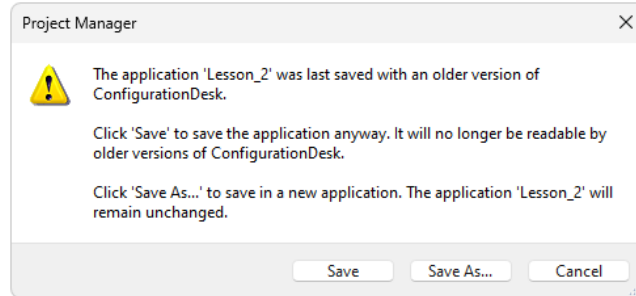 Project Manager
The application 'Lesson_2' was last saved with an older version of
ConfigurationDesk.
Click 'Save' to save the application anyway. It will no longer be readable by
older versions of ConfigurationDesk.
Click 'Save As...' to save in a new application. The application 'Lesson_2' will
remain unchanged.
Save
Save As...
Cancel